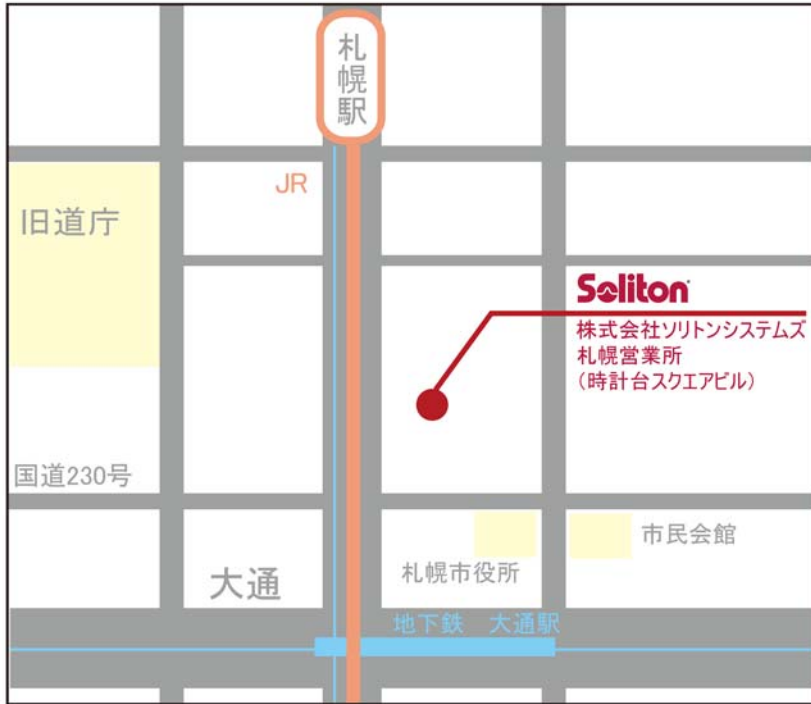 札幌駅
JR
旧道庁
Soliton
株式会社ソリトンシステムズ
札幌営業所
（時計台スクエアビル）
国道230号
市民会館
札幌市役所
大通
地下鉄　大通駅